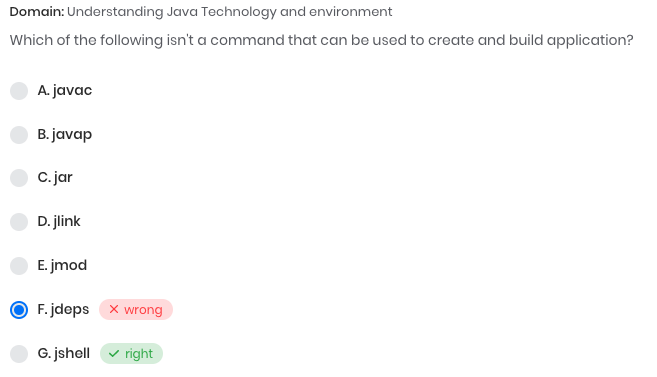 Domain: Understanding Java Technology and environment
Which of the following isn't a command that can be used to create and build application?
A. javac
B. javap
C. jar
D. jlink
E. jmod
F. jdeps wrong
G. jshell right